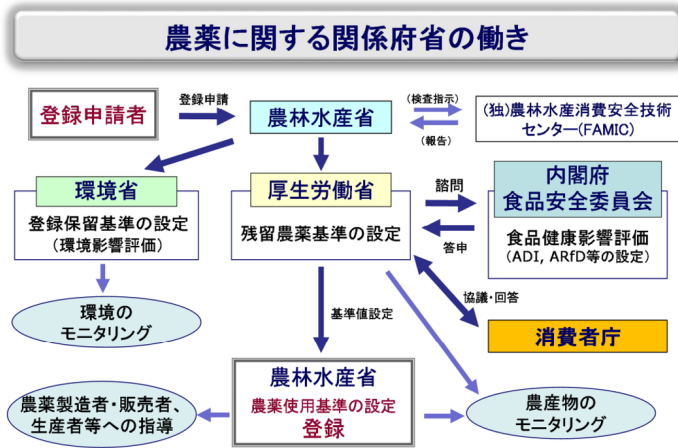 農薬に関する関係府省の働き
登録申請者
登録申請
農林水産省
(検査指示)
(報告)
(独)農林水産消費安全技術
センター(FAMIC)
環境省
登録保留基準の設定
(環境影響評価)
厚生労働省
残留農薬基準の設定
諮問
答申
内閣府
食品安全委員会
食品健康影響評価
(ADI, ARfD等の設定)
環境の
モニタリング
基準値設定
協議・回答
消費者庁
農林水産省
農薬使用基準の設定
登録
農薬製造者・販売者、
生産者等への指導
農産物の
モニタリング